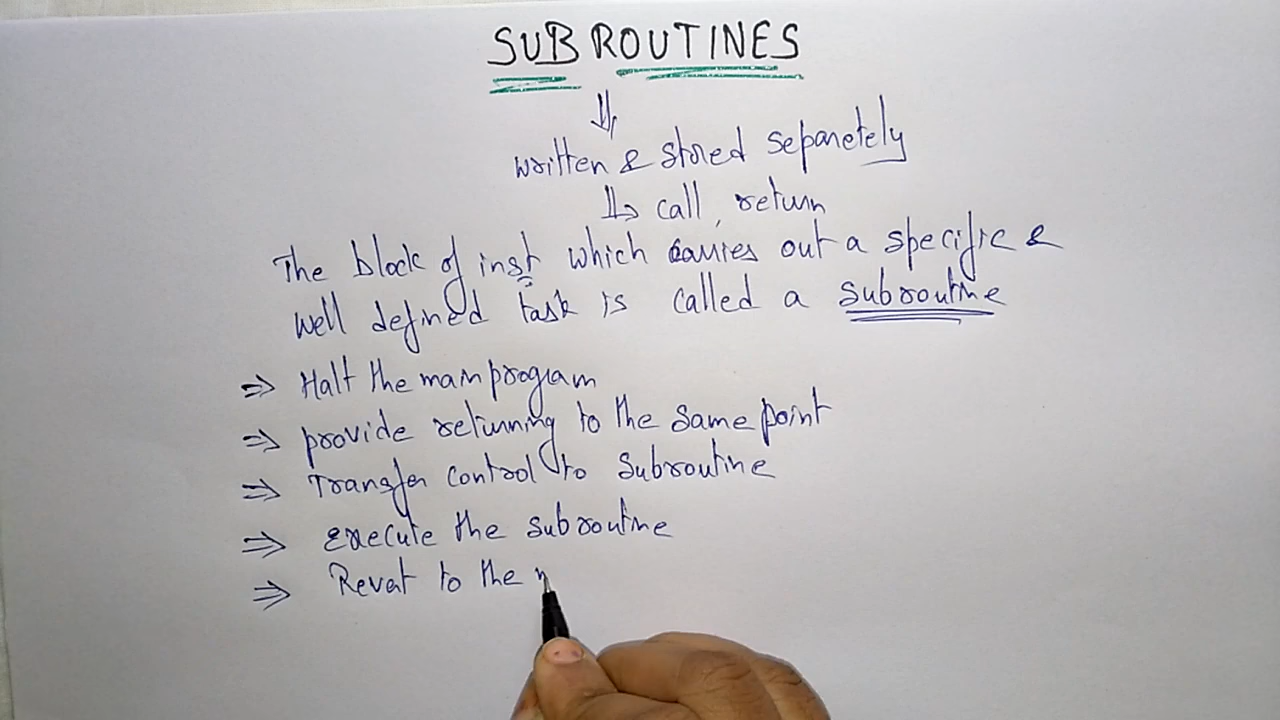 SUBROUTINES
⇓
written & stored separetely
↳ call, return
The block of inst which carries out a specific &
well defined task is called a subroutine
⇒ Halt the main program
⇒ provide returning to the same point
⇒ Transfer control to subroutine
⇒ execute the subroutine
⇒ Revert to the